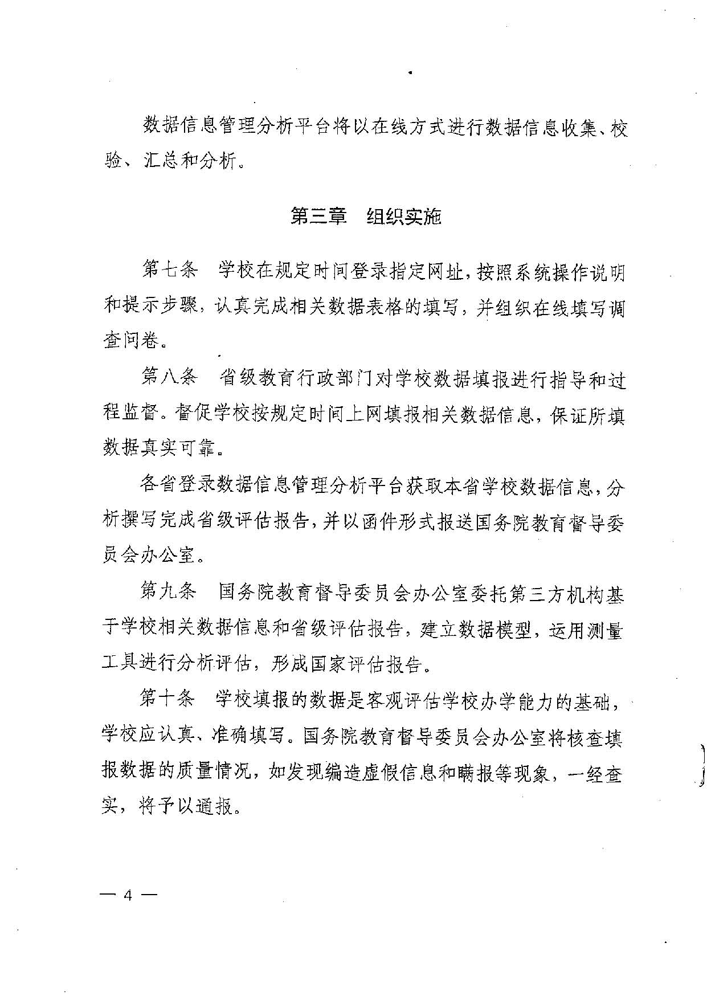 数据信息管理分析平台将以在线方式进行数据信息收集、校
验、汇总和分析。
第三章 组织实施
第七条 学校在规定时间登录指定网址，按照系统操作说明
和提示步骤，认真完成相关数据表格的填写，并组织在线填写调
查问卷。
第八条 省级教育行政部门对学校数据填报进行指导和过
程监督。督促学校按规定时间上网填报相关数据信息，保证所填
数据真实可靠。
各省登录数据信息管理分析平台获取本省学校数据信息，分
析撰写完成省级评估报告，并以函件形式报送国务院教育督导委
员会办公室。
第九条 国务院教育督导委员会办公室委托第三方机构基
于学校相关数据信息和省级评估报告，建立数据模型，运用测量
工具进行分析评估，形成国家评估报告。
第十条 学校填报的数据是客观评估学校办学能力的基础，
学校应认真、准确填写。国务院教育督导委员会办公室将核查填
报数据的质量情况，如发现编造虚假信息和瞒报等现象，一经查
实，将予以通报。
— 4 —